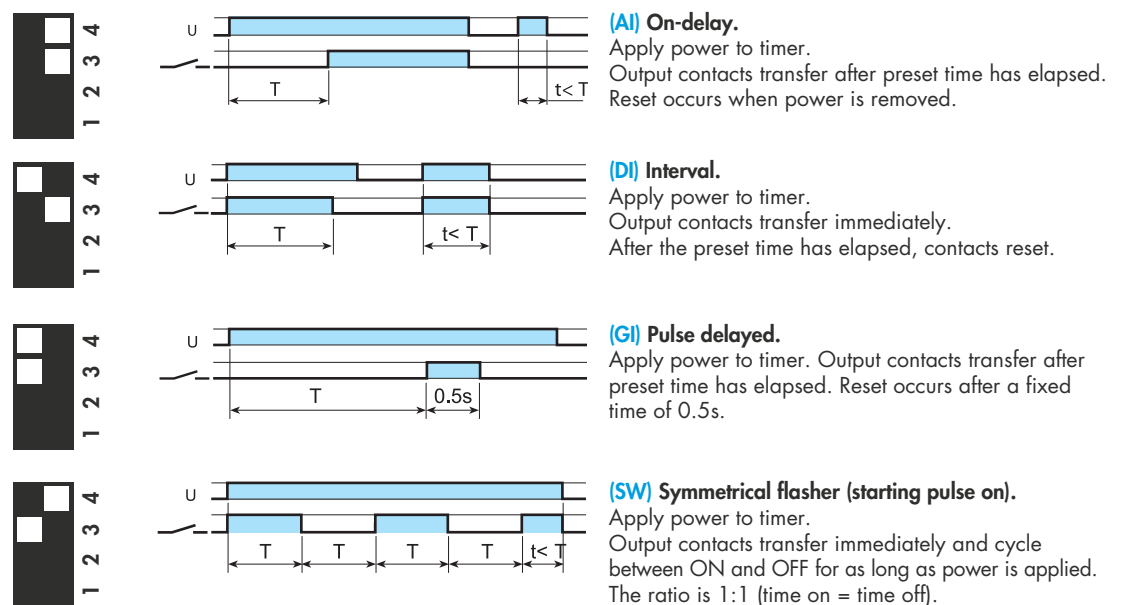 4
3
2
1
U
T
t< T
(AI) On-delay.
Apply power to timer.
Output contacts transfer after preset time has elapsed.
Reset occurs when power is removed.
4
3
2
1
U
T
t< T
(DI) Interval.
Apply power to timer.
Output contacts transfer immediately.
After the preset time has elapsed, contacts reset.
4
3
2
1
U
T
0.5s
(GI) Pulse delayed.
Apply power to timer. Output contacts transfer after
preset time has elapsed. Reset occurs after a fixed
time of 0.5s.
4
3
2
1
U
T T T T t< T
(SW) Symmetrical flasher (starting pulse on).
Apply power to timer.
Output contacts transfer immediately and cycle
between ON and OFF for as long as power is applied.
The ratio is 1:1 (time on = time off).